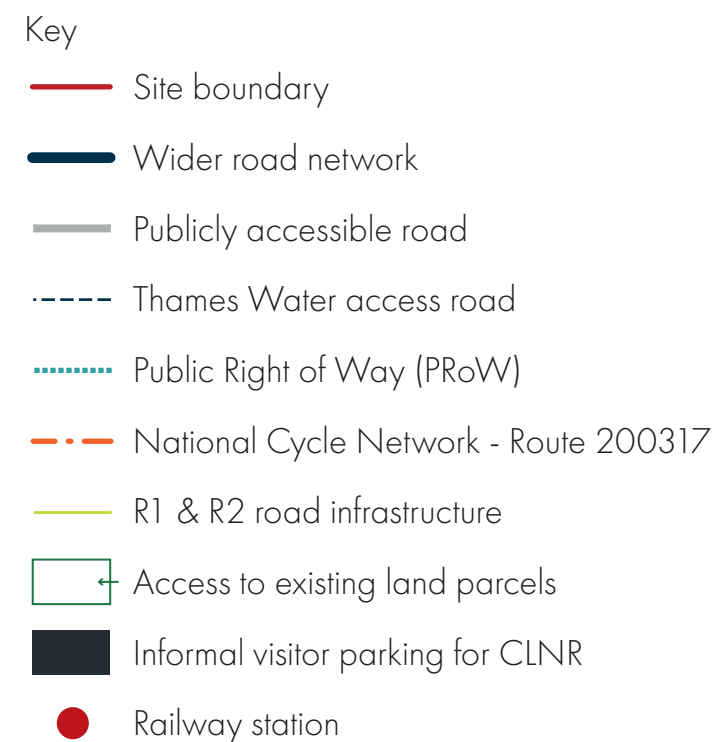 Key
Site boundary
Wider road network
Publicly accessible road
Thames Water access road
Public Right of Way (PRoW)
National Cycle Network - Route 200317
R1 & R2 road infrastructure
Access to existing land parcels
Informal visitor parking for CLNR
Railway station